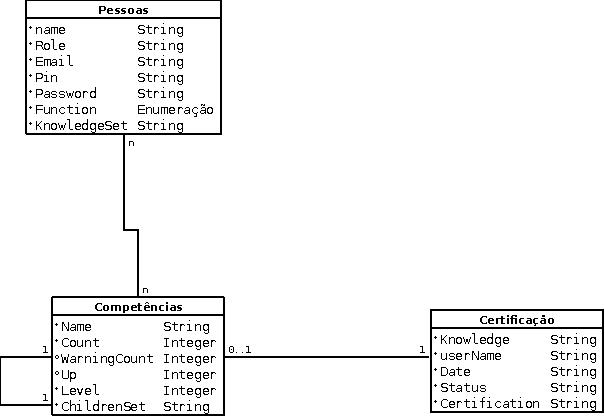 Pessoas
name String
Role String
Email String
Pin String
Password String
Function Enumeração
KnowledgeSet String
n
n
Competências
Name String
Count Integer
WarningCount Integer
Up Integer
Level Integer
ChildrenSet String
1
1
0..1
1
Certificação
Knowledge String
userName String
Date String
Status String
Certification String